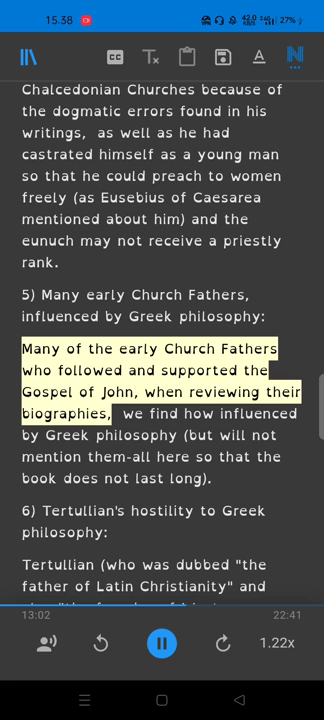 15.38
42.0 KB/S
27%
CC
T×
A
N
Chalcedonian Churches because of
the dogmatic errors found in his
writings,  as well as he had
castrated himself as a young man
so that he could preach to women
freely (as Eusebius of Caesarea
mentioned about him) and the
eunuch may not receive a priestly
rank.
5) Many early Church Fathers,
influenced by Greek philosophy:
Many of the early Church Fathers
who followed and supported the
Gospel of John, when reviewing their
biographies,  we find how influenced
by Greek philosophy (but will not
mention them-all here so that the
book does not last long).
6) Tertullian's hostility to Greek
philosophy:
Tertullian (who was dubbed "the
father of Latin Christianity" and
13:02
22:41
1.22x